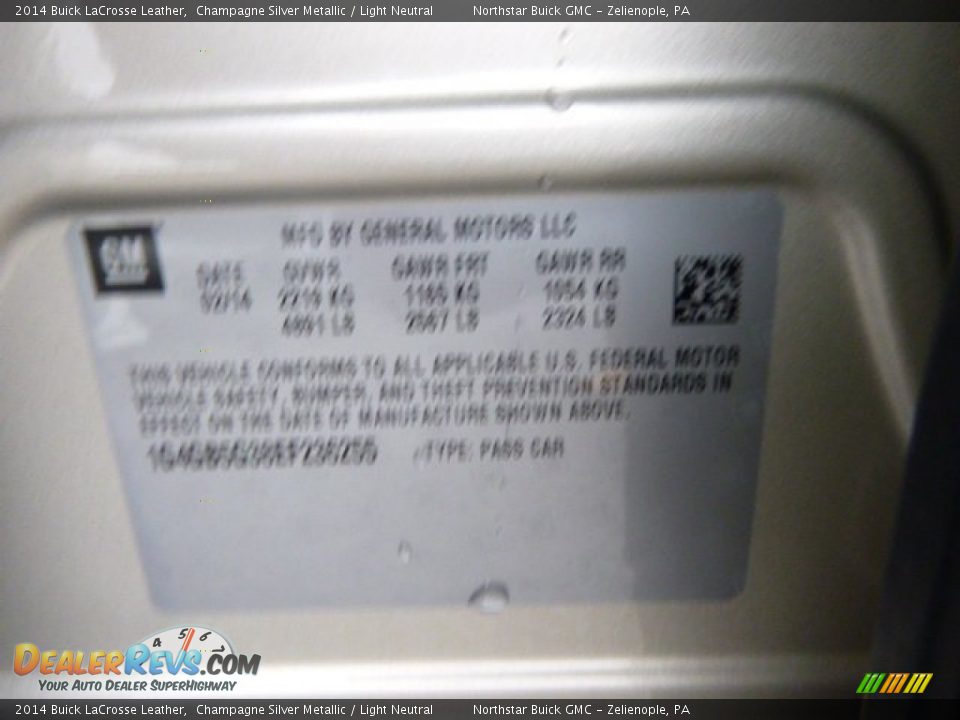 2014 Buick LaCrosse Leather, Champagne Silver Metallic / Light Neutral Northstar Buick GMC - Zelienople, PA
GM
MFG BY GENERAL MOTORS LLC
DATE GVWR GAWR FRT GAWR RR
02/14 2219 KG 1165 KG 1054 KG
4891 LB 2567 LB 2324 LB
THIS VEHICLE CONFORMS TO ALL APPLICABLE U.S. FEDERAL MOTOR
VEHICLE SAFETY, BUMPER, AND THEFT PREVENTION STANDARDS IN
EFFECT ON THE DATE OF MANUFACTURE SHOWN ABOVE.
TYPE: PASS CAR
4 5 6
DealerRevs.com
Your Auto Dealer SuperHighway
2014 Buick LaCrosse Leather, Champagne Silver Metallic / Light Neutral Northstar Buick GMC - Zelienople, PA